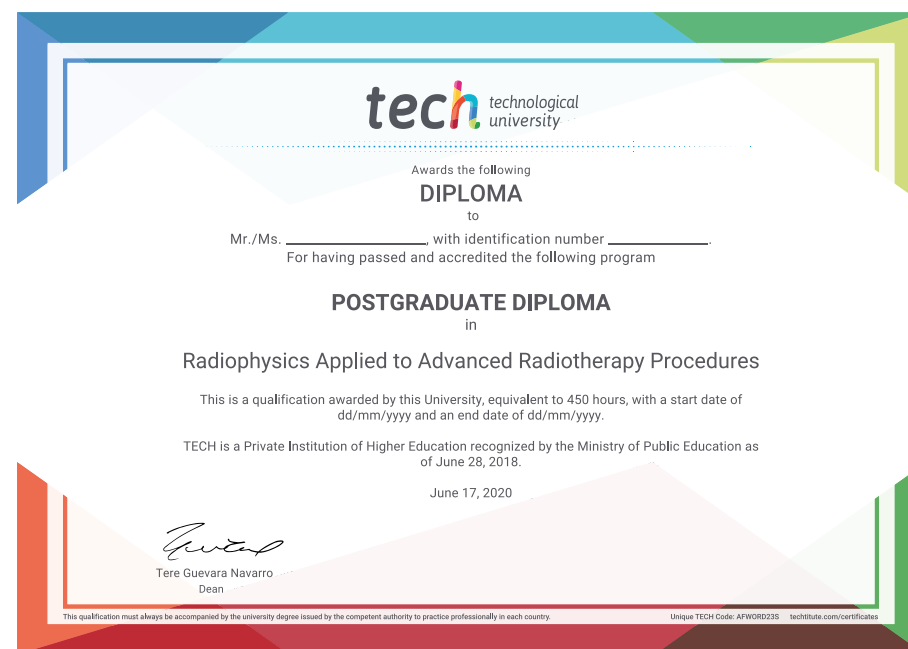 tech technological
university
Awards the following
DIPLOMA
to
Mr./Ms. ____________, with identification number ____________.
For having passed and accredited the following program
POSTGRADUATE DIPLOMA
in
Radiophysics Applied to Advanced Radiotherapy Procedures
This is a qualification awarded by this University, equivalent to 450 hours, with a start date of
dd/mm/yyyy and an end date of dd/mm/yyyy.
TECH is a Private Institution of Higher Education recognized by the Ministry of Public Education as
of June 28, 2018.
June 17, 2020
Tere Guevara Navarro
Dean
This qualification must always be accompanied by the university degree issued by the competent authority to practice professionally in each country.
Unique TECH Code: AFWORD23S techtitute.com/certificates